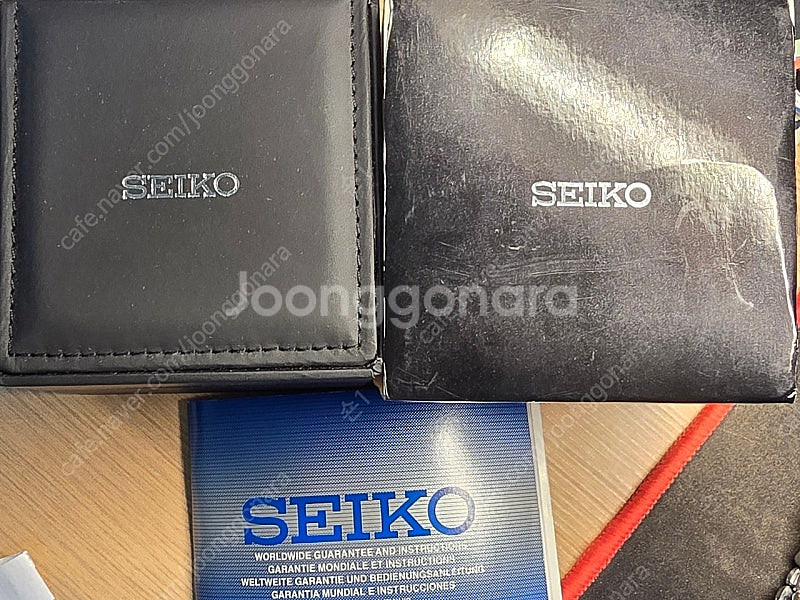 SEIKO
SEIKO
Joonggonara
cafe.naver.com/joonggonara
SEIKO
WORLDWIDE GUARANTEE AND INSTRUCTIONS
GARANTIE MONDIALE ET INSTRUCTIONS
WELTWEITE GARANTIE UND BEDIENUNGSANLEITUNG
GARANTIA MUNDIAL E INSTRUCCIONES